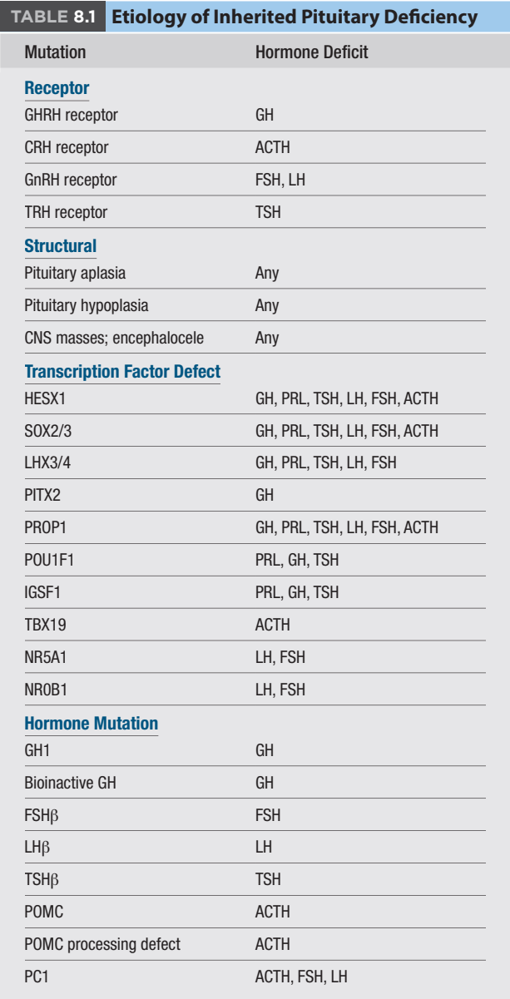 TABLE 8.1 Etiology of Inherited Pituitary Deficiency
Mutation Hormone Deficit
Receptor
GHRH receptor GH
CRH receptor ACTH
GnRH receptor FSH, LH
TRH receptor TSH
Structural
Pituitary aplasia Any
Pituitary hypoplasia Any
CNS masses; encephalocele Any
Transcription Factor Defect
HESX1 GH, PRL, TSH, LH, FSH, ACTH
SOX2/3 GH, PRL, TSH, LH, FSH, ACTH
LHX3/4 GH, PRL, TSH, LH, FSH
PITX2 GH
PROP1 GH, PRL, TSH, LH, FSH, ACTH
POU1F1 PRL, GH, TSH
IGSF1 PRL, GH, TSH
TBX19 ACTH
NR5A1 LH, FSH
NR0B1 LH, FSH
Hormone Mutation
GH1 GH
Bioinactive GH GH
FSHβ FSH
LHβ LH
TSHβ TSH
POMC ACTH
POMC processing defect ACTH
PC1 ACTH, FSH, LH